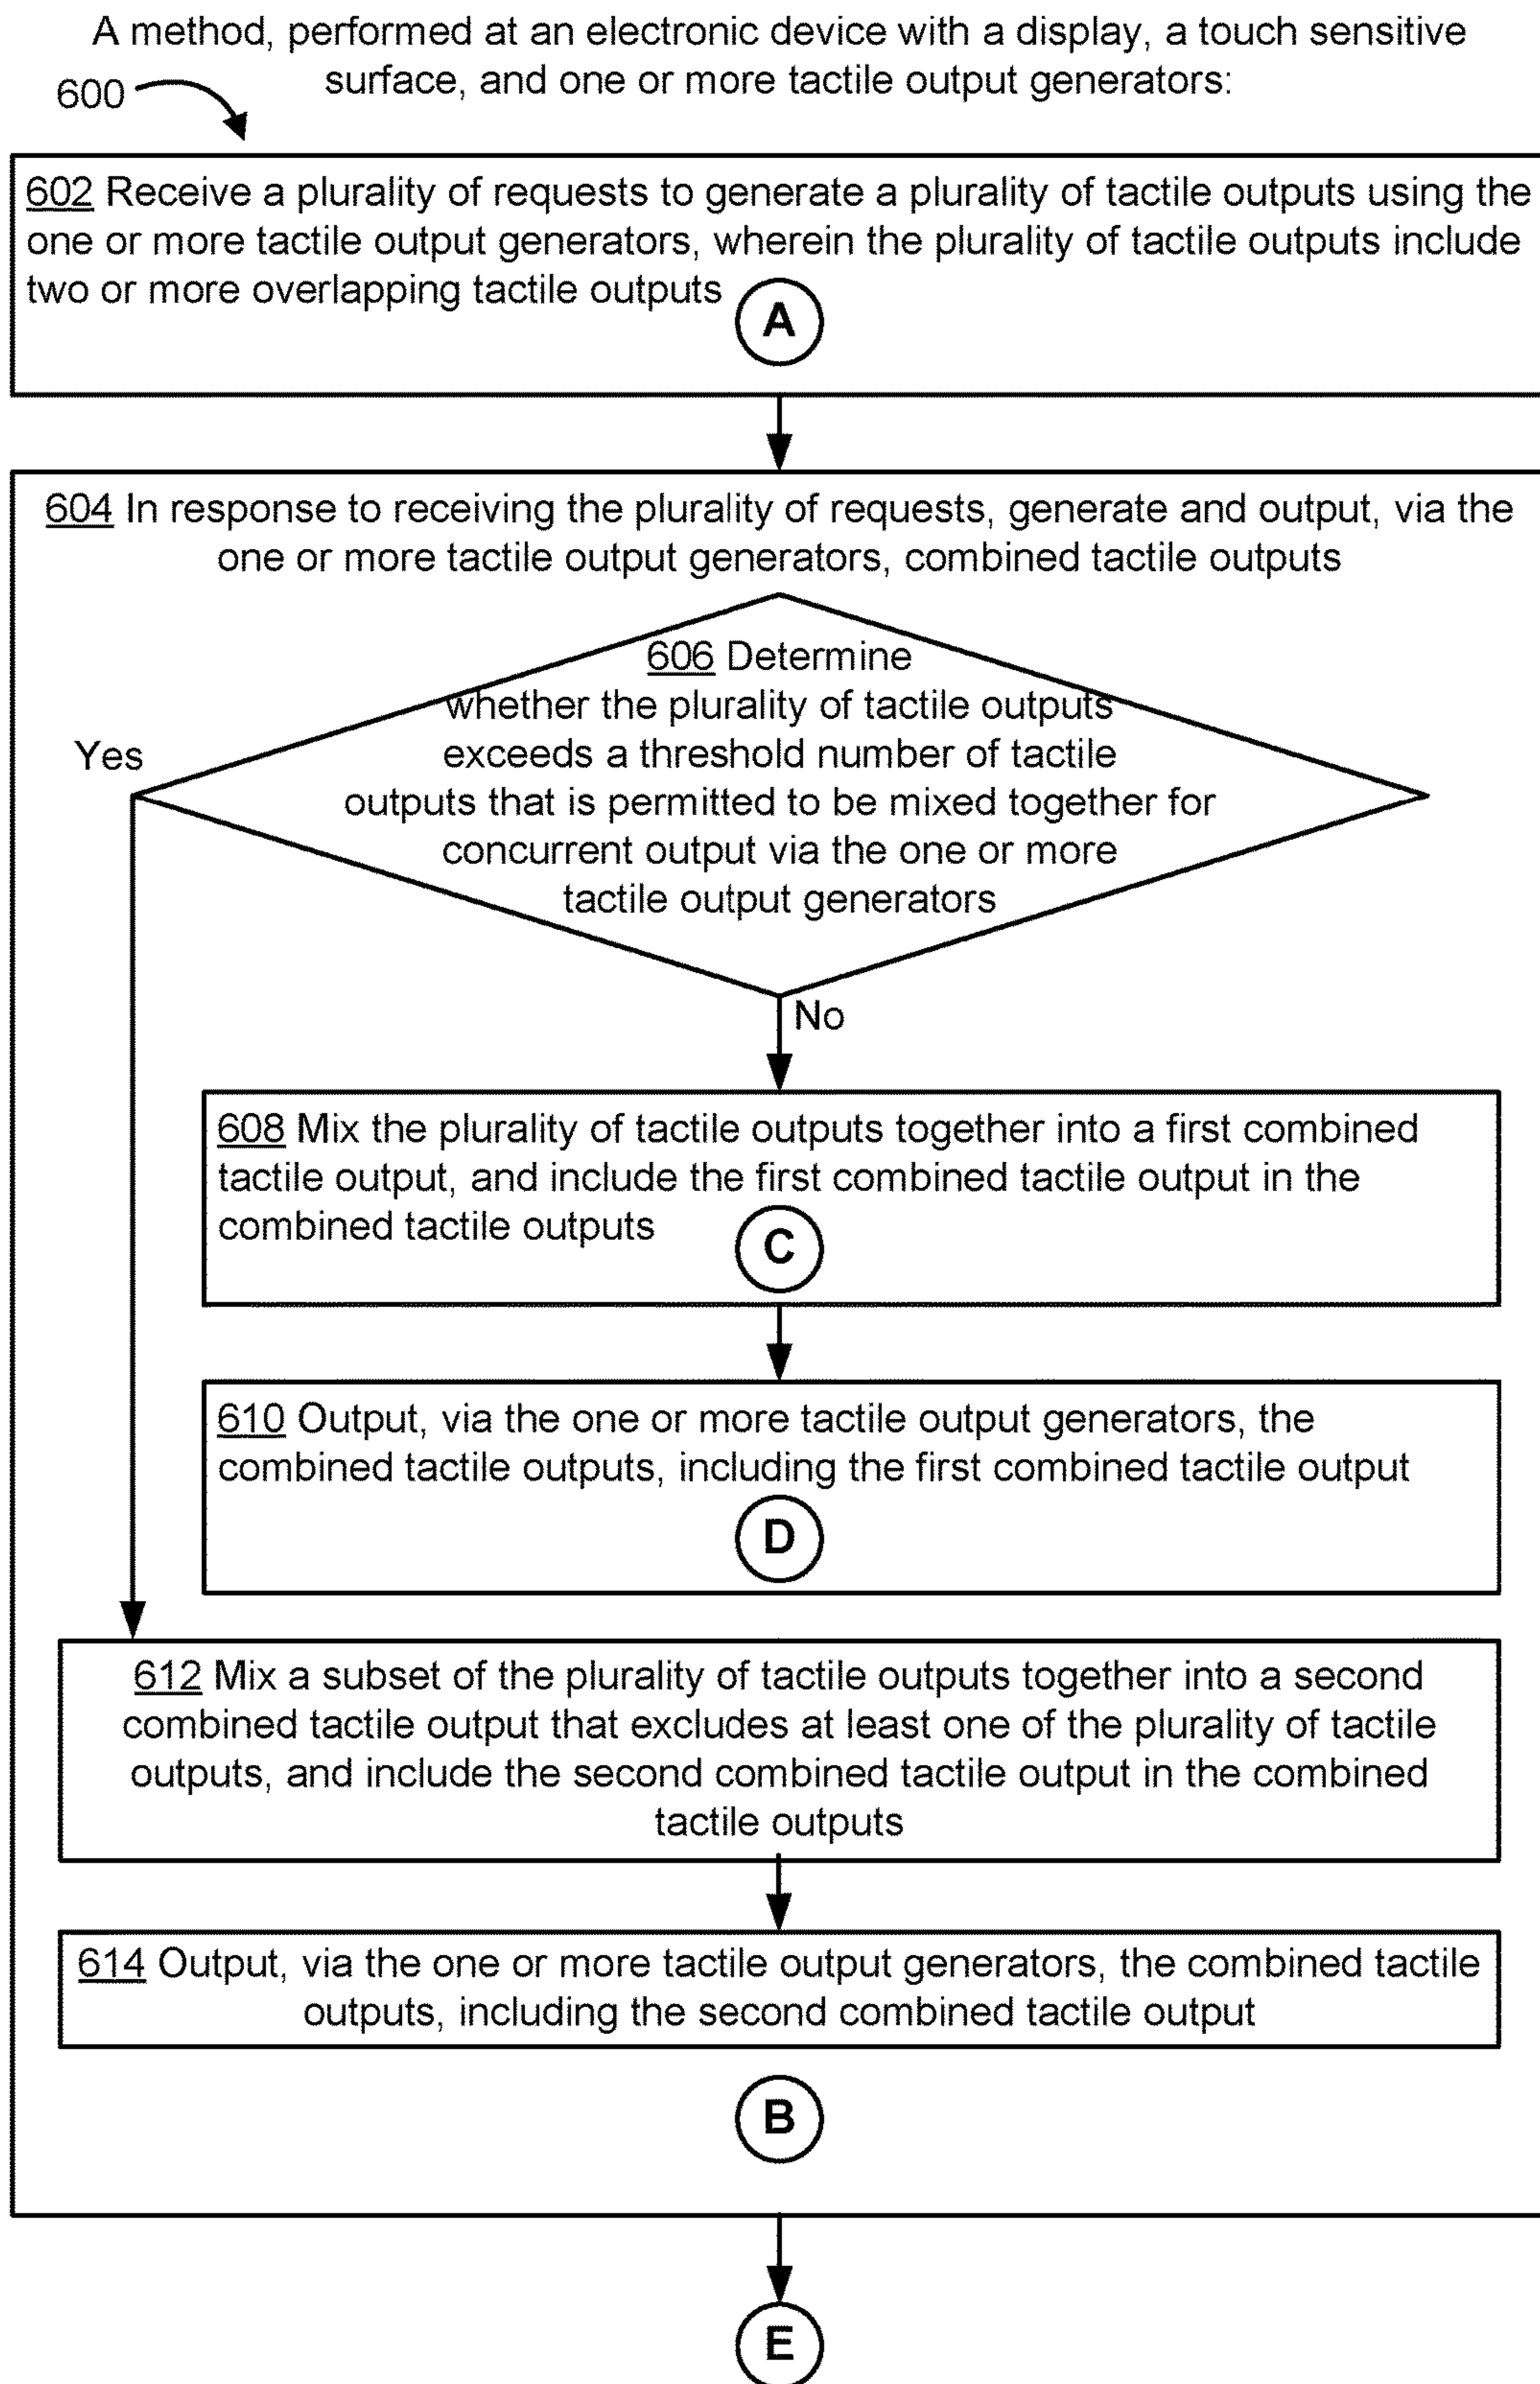 A method, performed at an electronic device with a display, a touch sensitive
surface, and one or more tactile output generators:
600
602 Receive a plurality of requests to generate a plurality of tactile outputs using the
one or more tactile output generators, wherein the plurality of tactile outputs include
two or more overlapping tactile outputs
A
604 In response to receiving the plurality of requests, generate and output, via the
one or more tactile output generators, combined tactile outputs
606 Determine
whether the plurality of tactile outputs
exceeds a threshold number of tactile
outputs that is permitted to be mixed together for
concurrent output via the one or more
tactile output generators
Yes
No
608 Mix the plurality of tactile outputs together into a first combined
tactile output, and include the first combined tactile output in the
combined tactile outputs
C
610 Output, via the one or more tactile output generators, the
combined tactile outputs, including the first combined tactile output
D
612 Mix a subset of the plurality of tactile outputs together into a second
combined tactile output that excludes at least one of the plurality of tactile
outputs, and include the second combined tactile output in the combined
tactile outputs
614 Output, via the one or more tactile output generators, the combined tactile
outputs, including the second combined tactile output
B
E